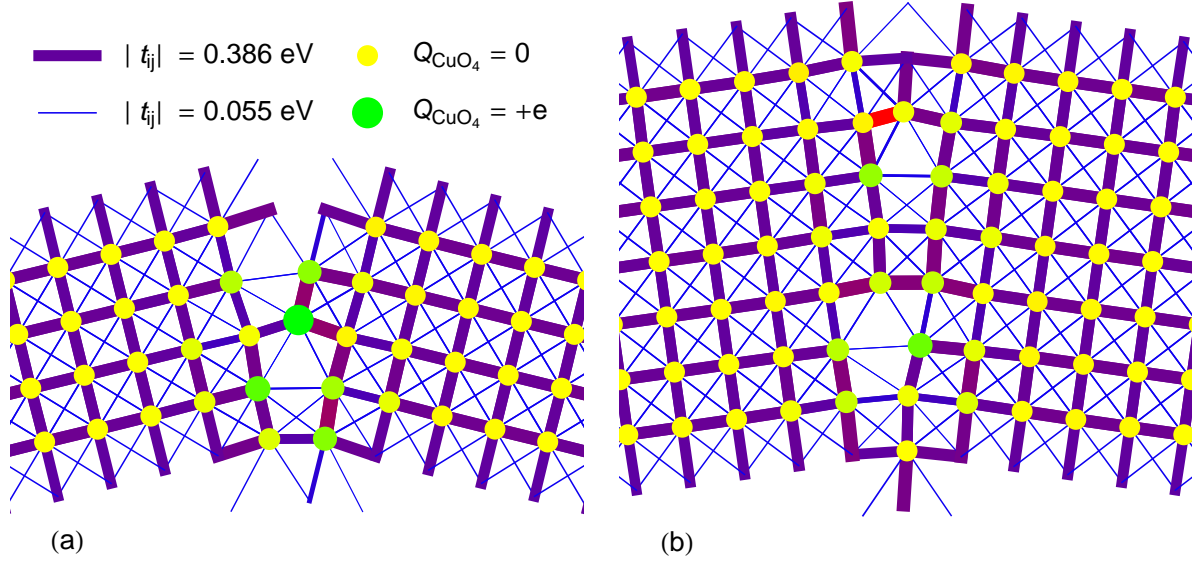 | tij| = 0.386 eV QCuO4 = 0
| tij| = 0.055 eV QCuO4 = +e
(a) (b)